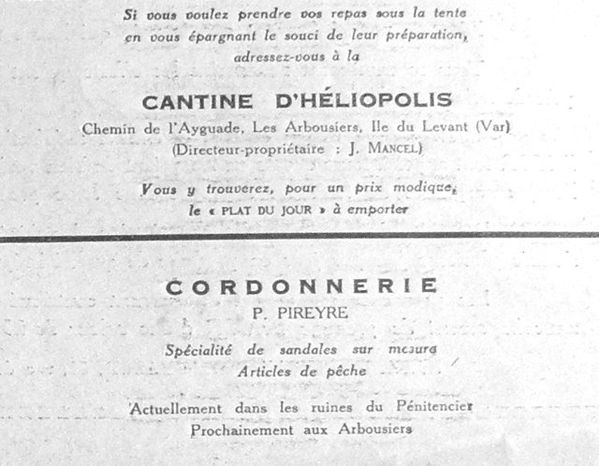 Si vous voulez prendre vos repas sous la tente
en vous épargnant le souci de leur préparation,
adressez-vous à la
CANTINE D'HÉLIOPOLIS
Chemin de l'Ayguade, Les Arbousiers, Ile du Levant (Var)
(Directeur-propriétaire : J. MANCEL)
Vous y trouverez, pour un prix modique,
le « PLAT DU JOUR » à emporter
CORDONNERIE
P. PIREYRE
Spécialité de sandales sur mesure
Articles de pêche
Actuellement dans les ruines du Pénitencier
Prochainement aux Arbousiers